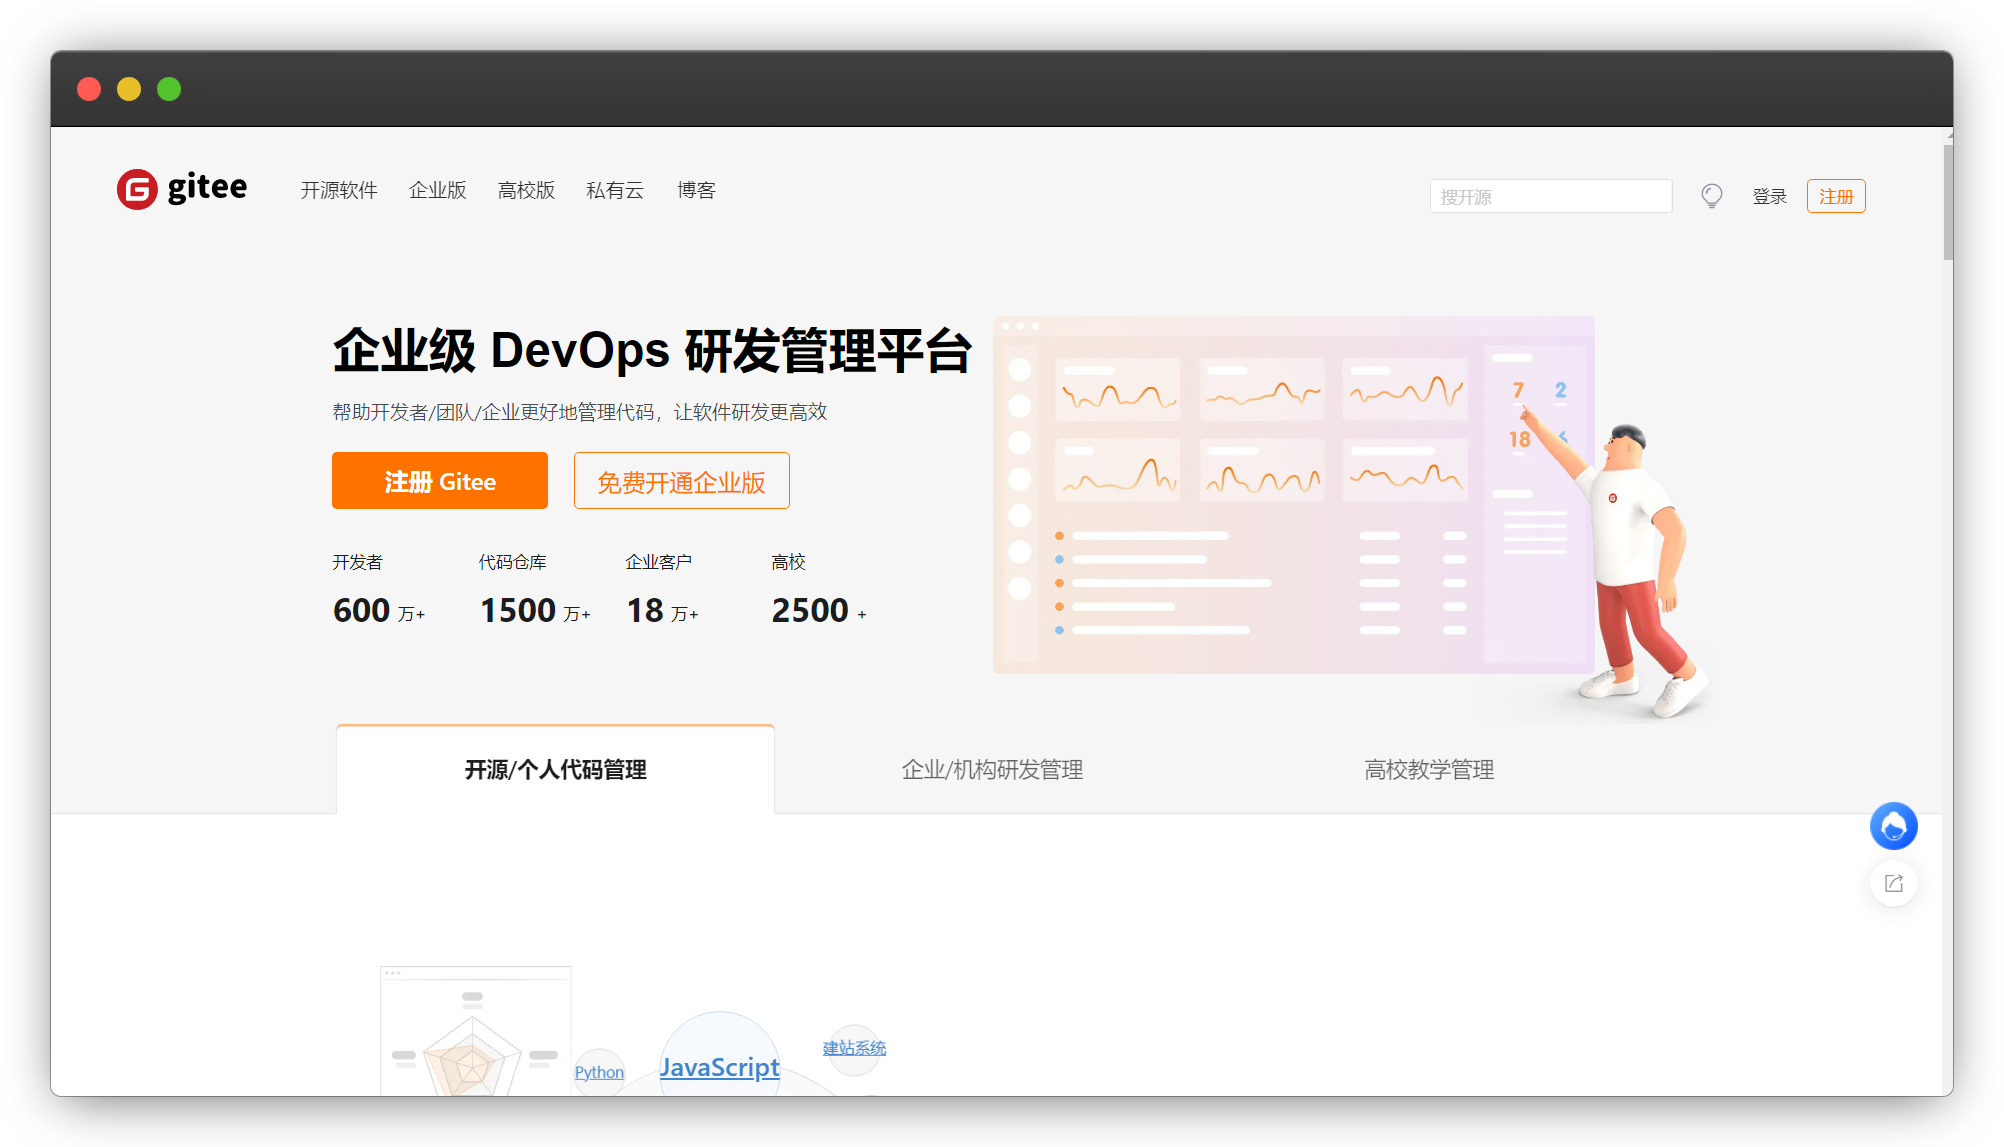 gitee 开源软件 企业版 高校版 私有云 博客 搜开源 登录 注册
企业级 DevOps 研发管理平台
帮助开发者/团队/企业更好地管理代码，让软件研发更高效
注册 Gitee 免费开通企业版
开发者 代码仓库 企业客户 高校
600 万+ 1500 万+ 18 万+ 2500 +
7 2
18 6
开源/个人代码管理 企业/机构研发管理 高校教学管理
建站系统
Python JavaScript